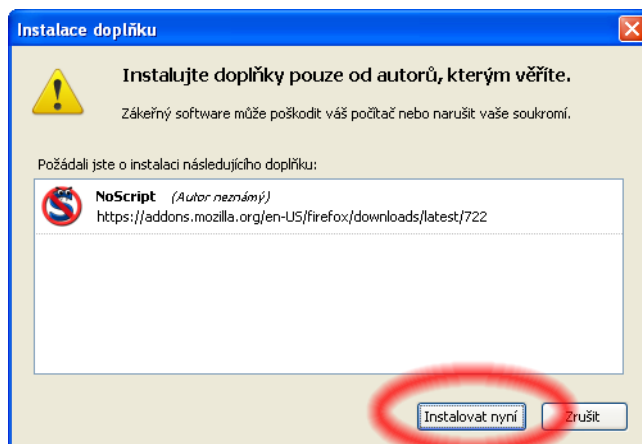 Instalace doplňku
Instalujte doplňky pouze od autorů, kterým věříte.
Zákeřný software může poškodit váš počítač nebo narušit vaše soukromí.
Požádali jste o instalaci následujícího doplňku:
NoScript (Autor neznámý)
https://addons.mozilla.org/en-US/firefox/downloads/latest/722
Instalovat nyní Zrušit